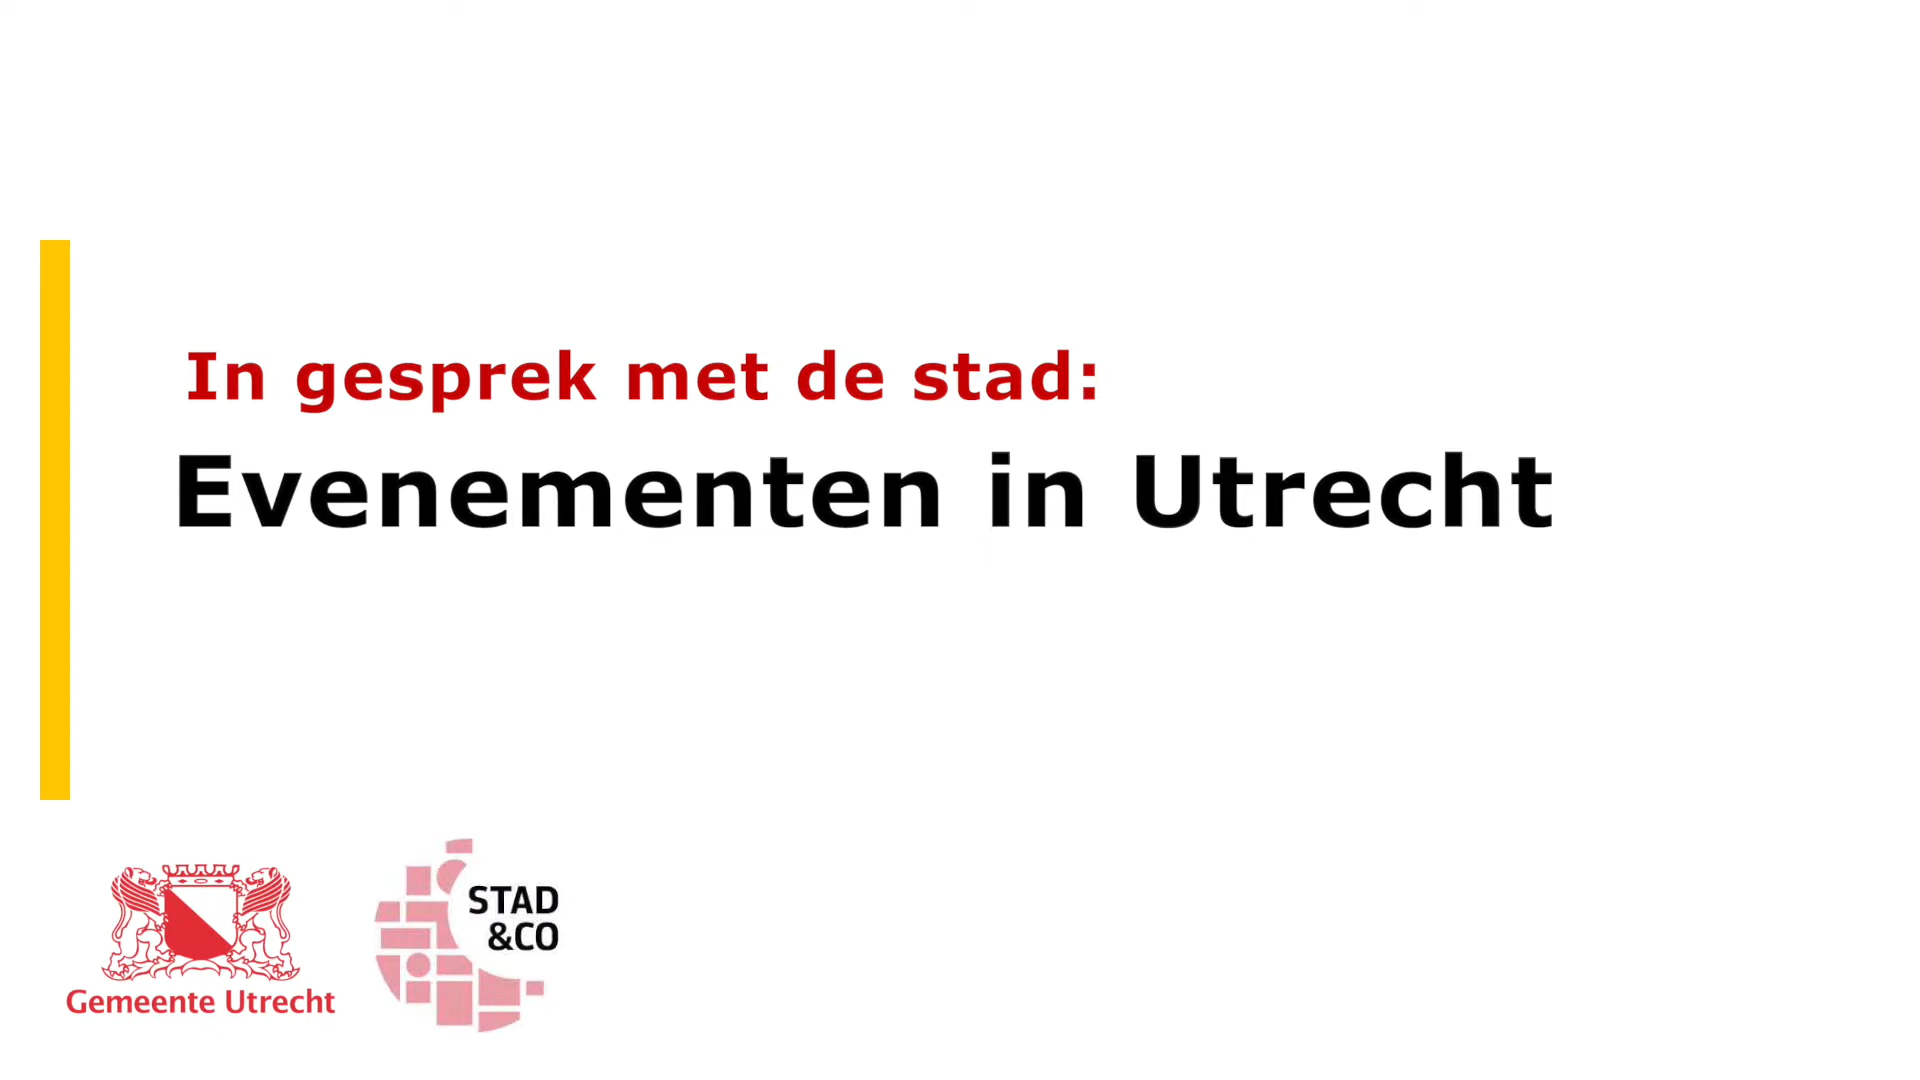 In gesprek met de stad:
Evenementen in Utrecht
STAD
&CO
Gemeente Utrecht